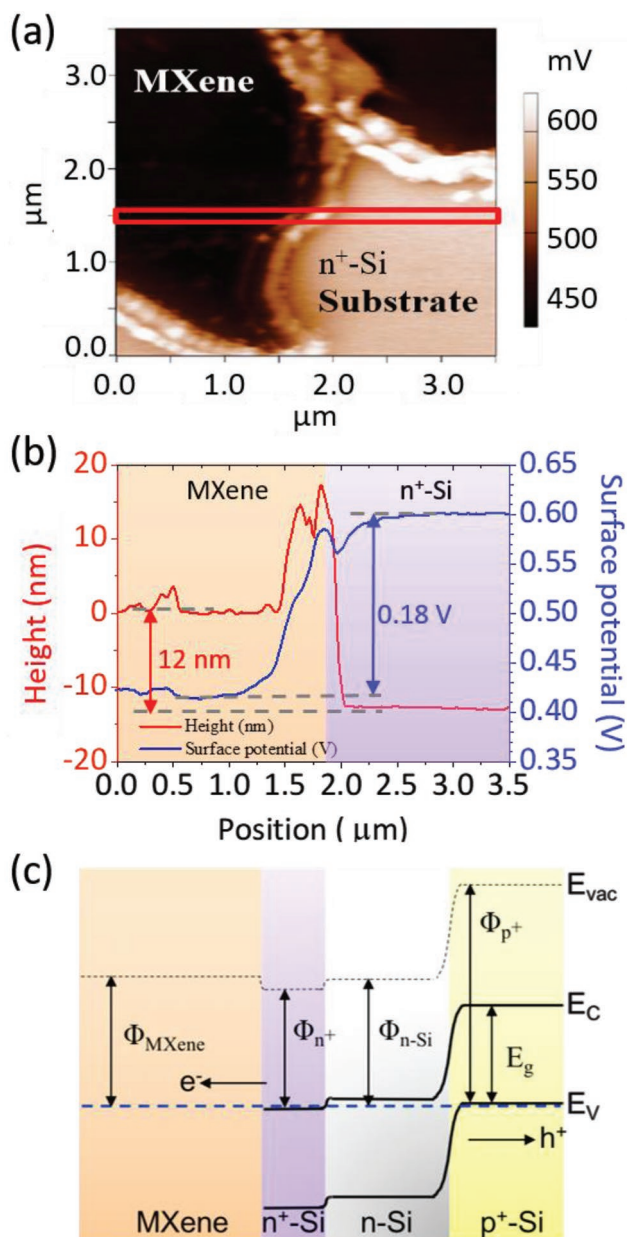 (a)
MXene
n⁺-Si
Substrate
3.0
2.0
1.0
0.0
μm
0.0 1.0 2.0 3.0
μm
mV
600
550
500
450
(b)
MXene n⁺-Si
20
10
0
-10
-20
Height (nm)
0.65
0.60
0.55
0.50
0.45
0.40
0.35
Surface potential (V)
12 nm
0.18 V
Height (nm)
Surface potential (V)
0.0 0.5 1.0 1.5 2.0 2.5 3.0 3.5
Position ( μm)
(c)
E_vac
Φ_p+
Φ_MXene
Φ_n+
Φ_n-Si
E_C
E_g
e⁻
E_V
h⁺
MXene n⁺-Si n-Si p⁺-Si